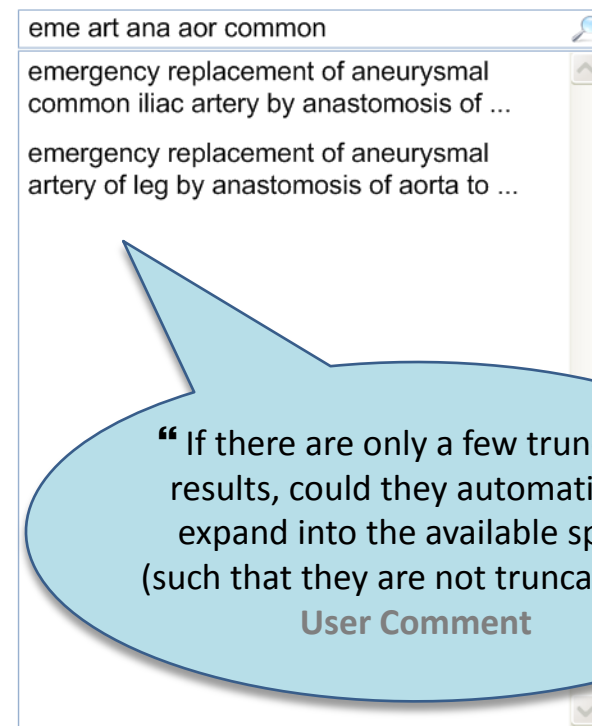 eme art ana aor common
emergency replacement of aneurysmal
common iliac artery by anastomosis of ...
emergency replacement of aneurysmal
artery of leg by anastomosis of aorta to ...
“ If there are only a few trun
results, could they automati
expand into the available sp
(such that they are not trunca
User Comment